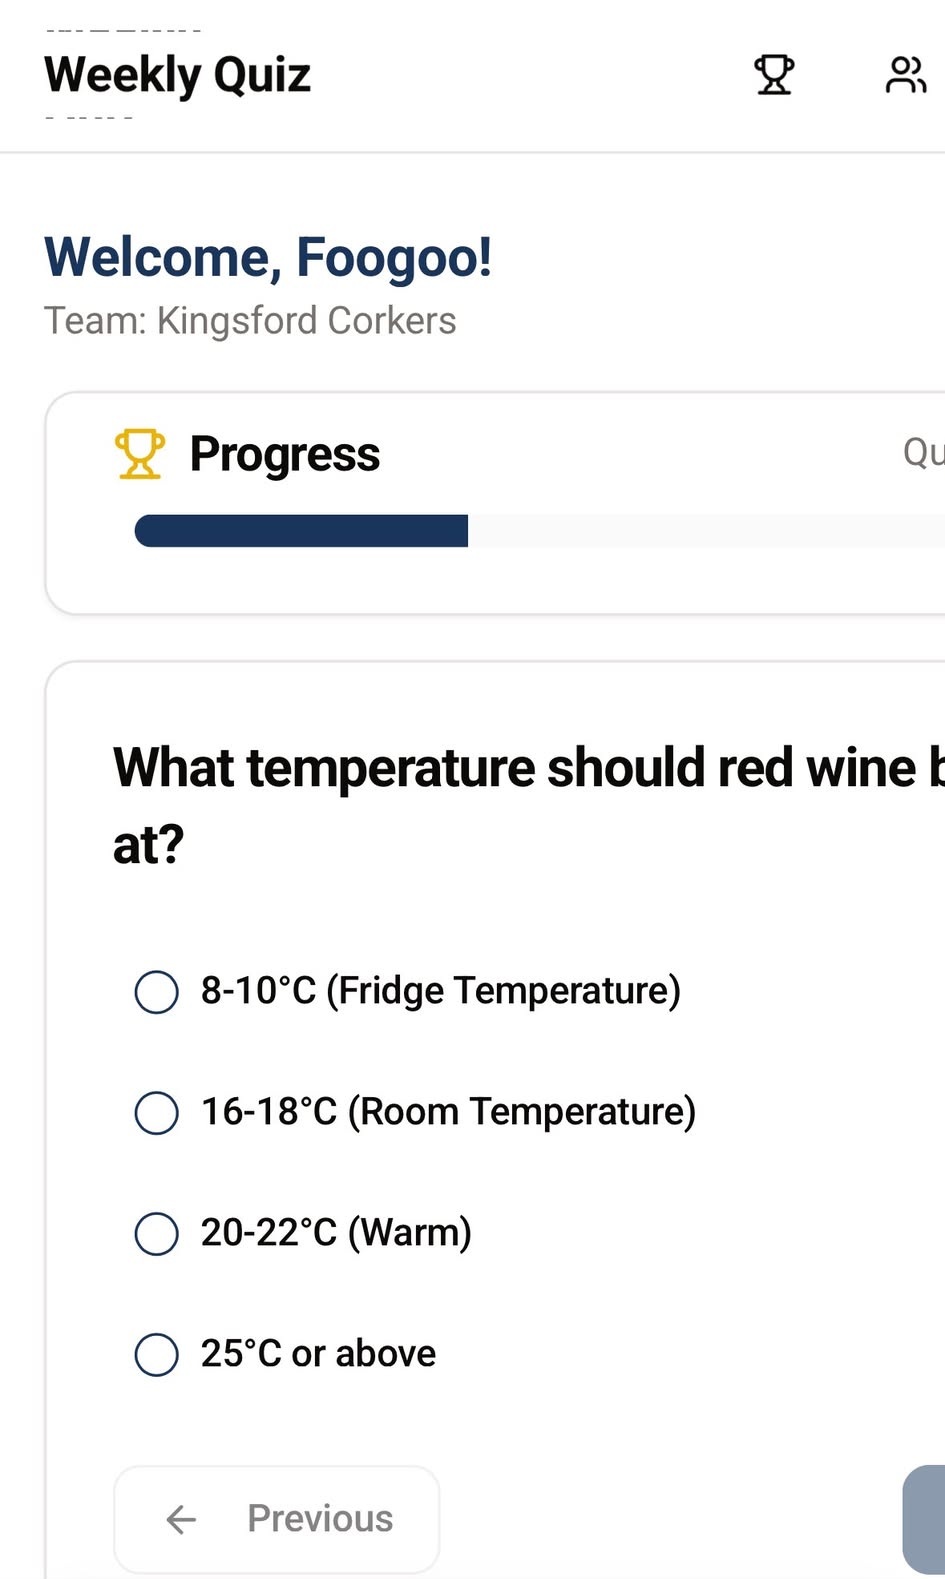 Weekly Quiz
Welcome, Foogoo!
Team: Kingsford Corkers
Progress
What temperature should red wine
at?
8-10°C (Fridge Temperature)
16-18°C (Room Temperature)
20-22°C (Warm)
25°C or above
Previous